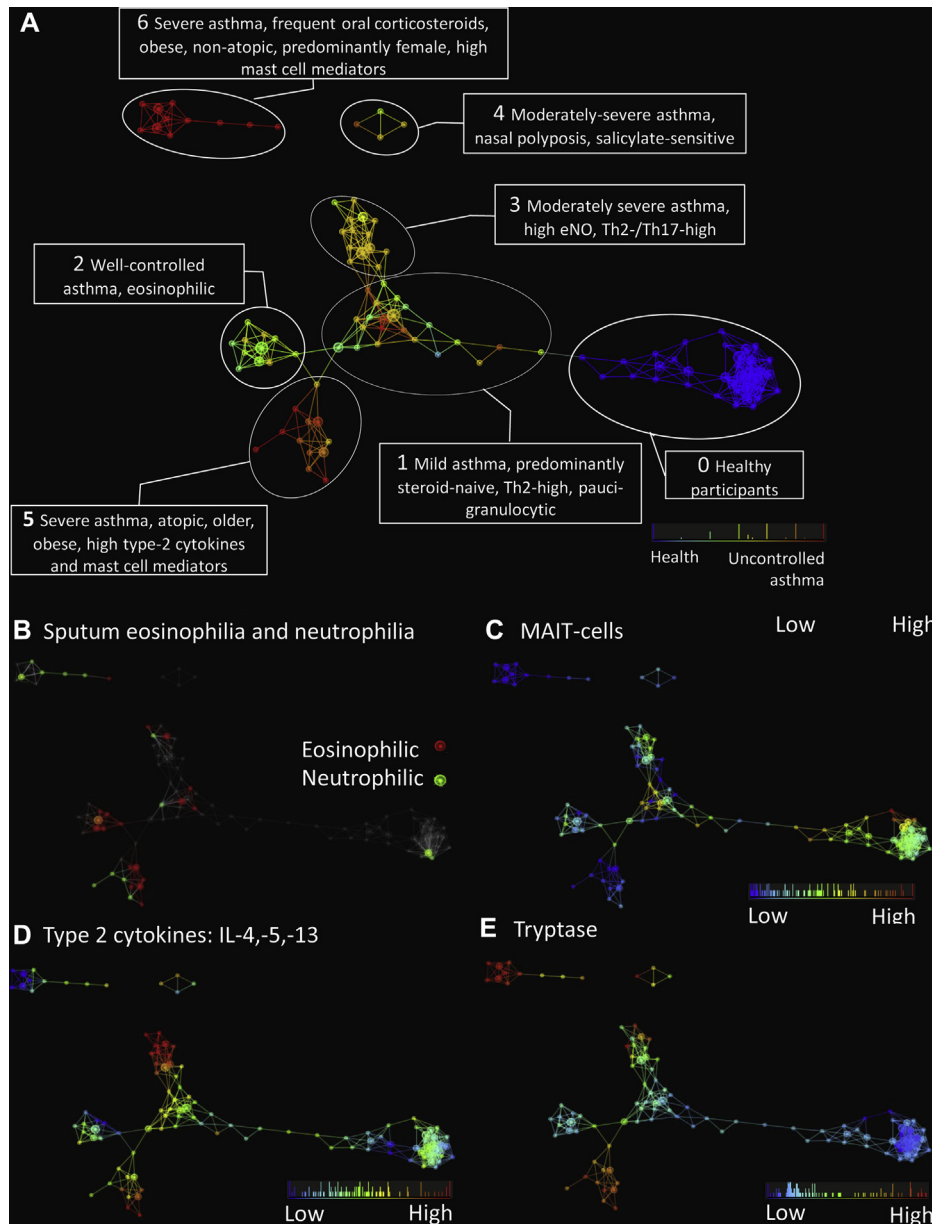 A
6 Severe asthma, frequent oral corticosteroids,
obese, non-atopic, predominantly female, high
mast cell mediators
4 Moderately-severe asthma,
nasal polyposis, salicylate-sensitive
3 Moderately severe asthma,
high eNO, Th2-/Th17-high
2 Well-controlled
asthma, eosinophilic
1 Mild asthma, predominantly
steroid-naive, Th2-high, pauci-
granulocytic
0 Healthy
participants
5 Severe asthma, atopic, older,
obese, high type-2 cytokines
and mast cell mediators
Health
Uncontrolled
asthma
B Sputum eosinophilia and neutrophilia
Eosinophilic
Neutrophilic
Low High
C MAIT-cells
Low High
D Type 2 cytokines: IL-4,-5,-13
Low High
E Tryptase
Low High